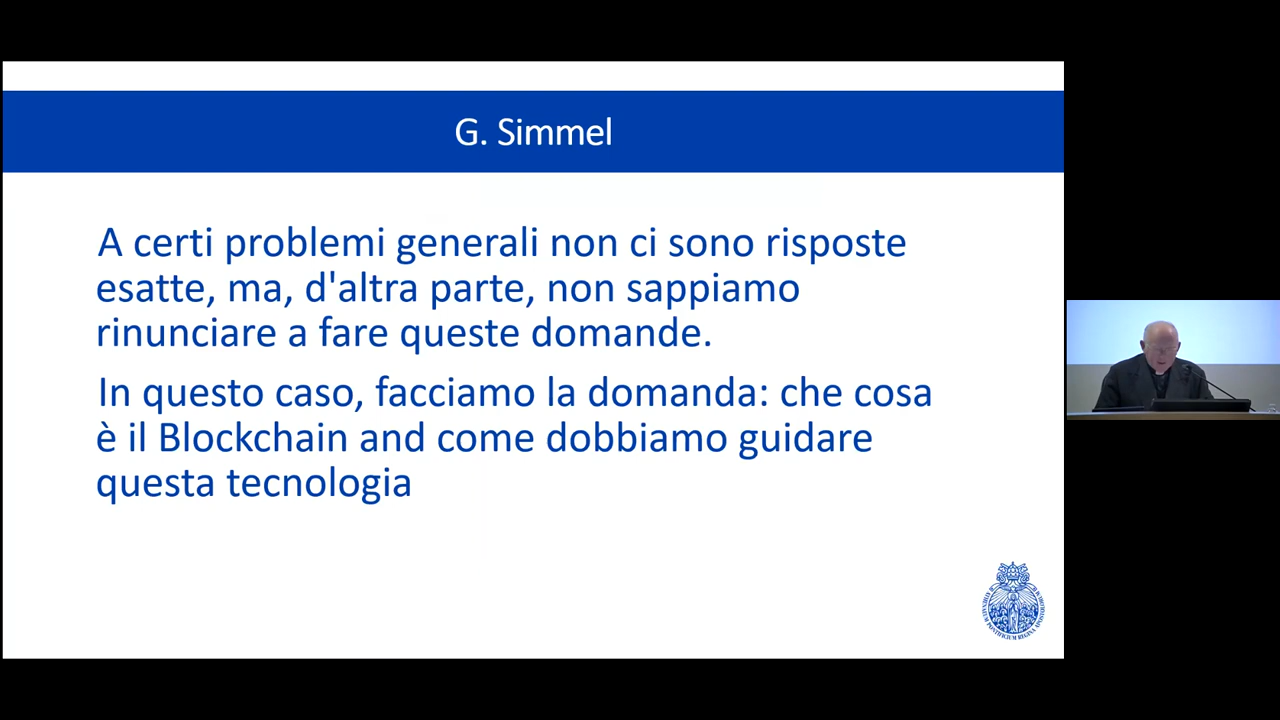 G. Simmel
A certi problemi generali non ci sono risposte
esatte, ma, d'altra parte, non sappiamo
rinunciare a fare queste domande.
In questo caso, facciamo la domanda: che cosa
è il Blockchain and come dobbiamo guidare
questa tecnologia